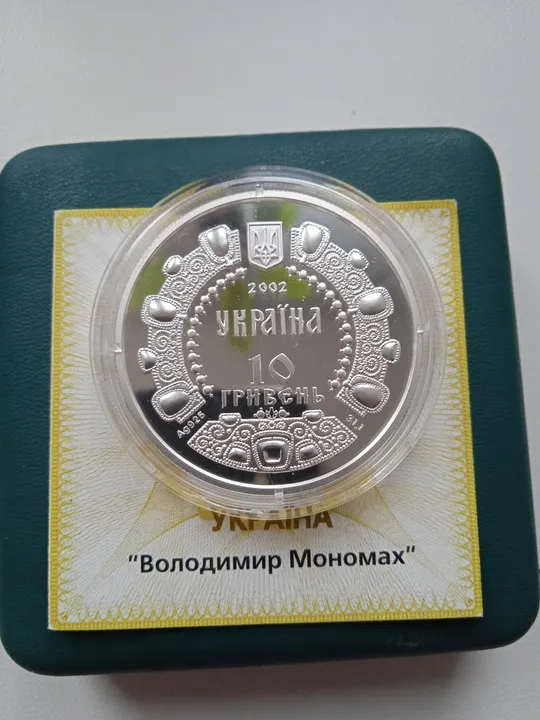 2002
УКРАЇНА
10
ГРИВЕНЬ
Ag925
31,1
УКРАЇНА
"Володимир Мономах"